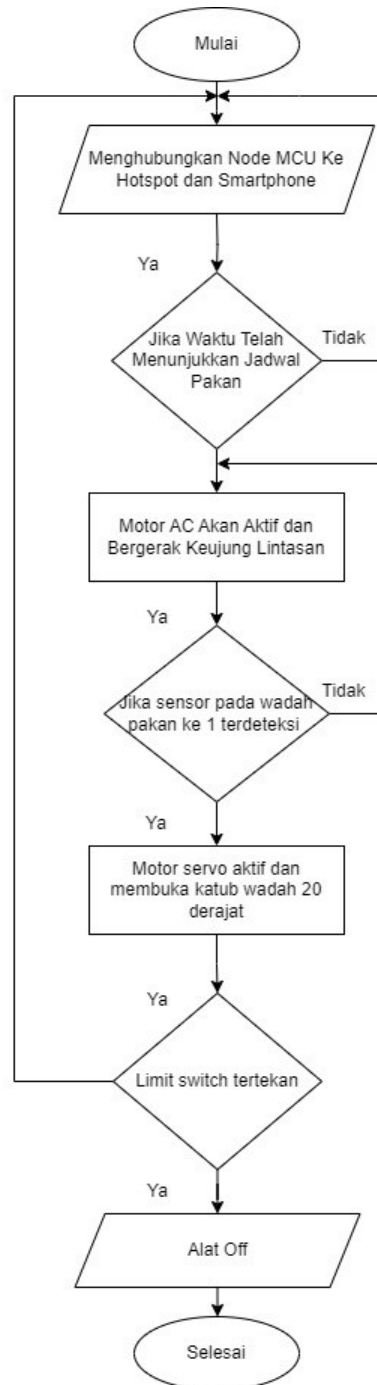 Mulai
Menghubungkan Node MCU Ke
Hotspot dan Smartphone
Ya
Jika Waktu Telah
Menunjukkan Jadwal
Pakan
Tidak
Motor AC Akan Aktif dan
Bergerak Keujung Lintasan
Ya
Jika sensor pada wadah
pakan ke 1 terdeteksi
Tidak
Ya
Motor servo aktif dan
membuka katub wadah 20
derajat
Ya
Limit switch tertekan
Ya
Alat Off
Selesai